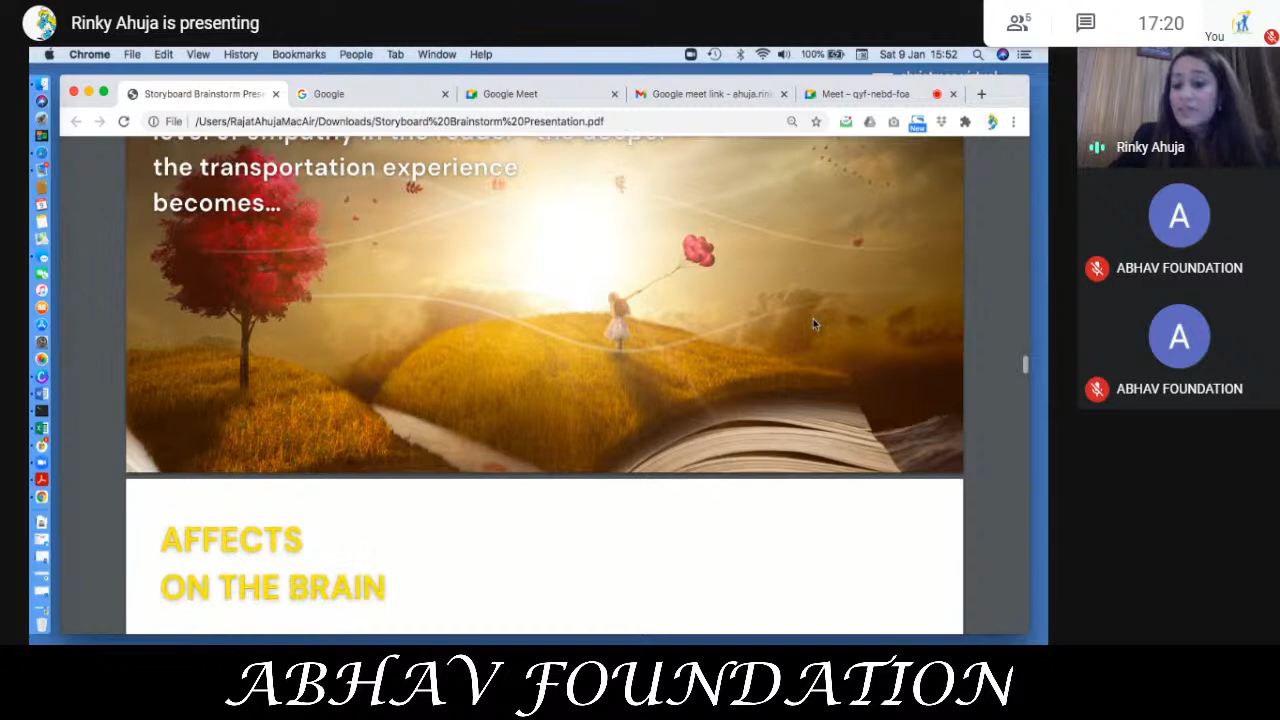 Rinky Ahuja is presenting
5
17:20
You
Chrome File Edit View History Bookmarks People Tab Window Help
100% Sat 9 Jan 15:52
Storyboard Brainstorm Prese
Google
Google Meet
Google meet link - ahuja.rink
Meet – qyf-nebd-foa
File /Users/RajatAhujaMacAir/Downloads/Storyboard%20Brainstorm%20Presentation.pdf
New
the transportation experience
becomes...
AFFECTS
ON THE BRAIN
Rinky Ahuja
A
ABHAV FOUNDATION
A
ABHAV FOUNDATION
ABHAV FOUNDATION